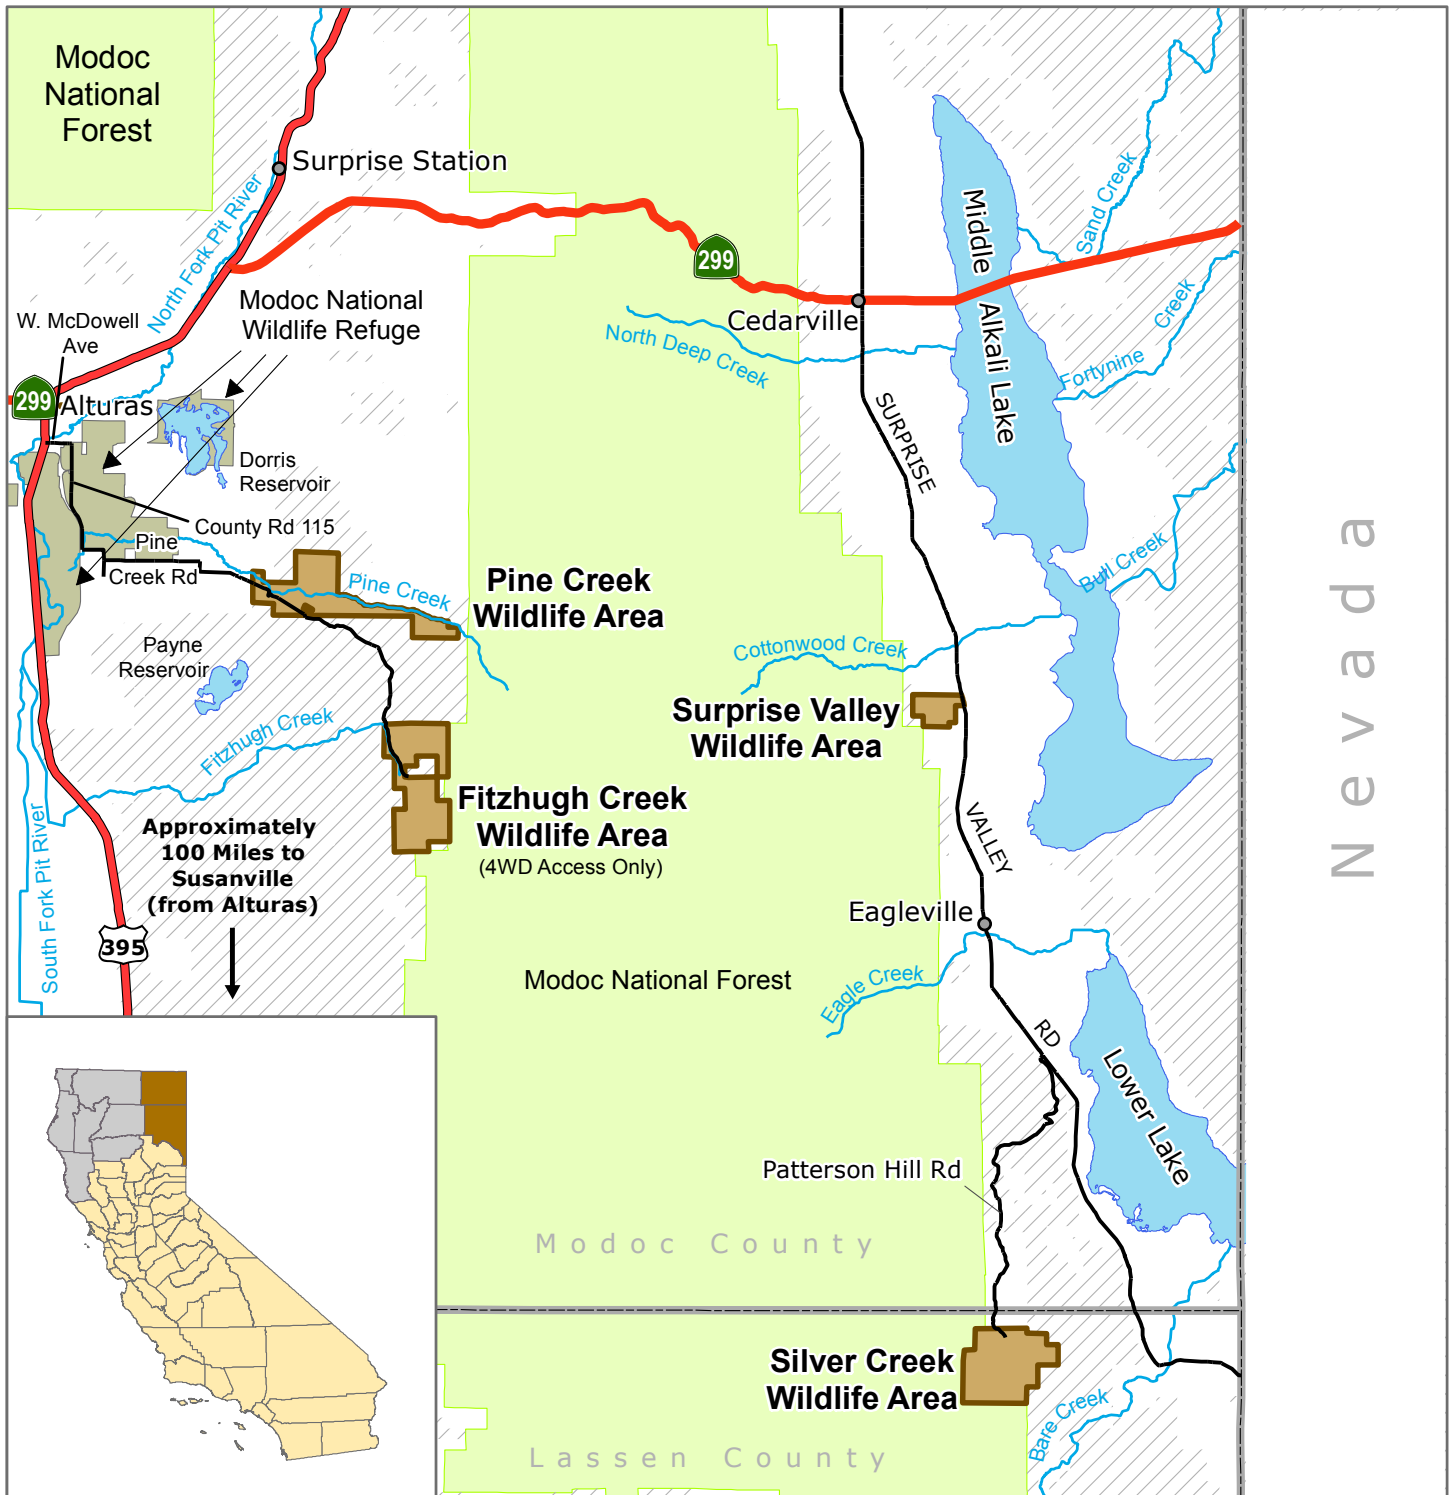 Modoc
National
Forest
Surprise Station
North Fork Pit River
299
Middle Alkali Lake
Sand Creek
Modoc National
Wildlife Refuge
W. McDowell
Ave
Cedarville
North Deep Creek
Fortynine Creek
299
Alturas
Dorris
Reservoir
SURPRISE
County Rd 115
Pine
Creek Rd
Pine Creek
Pine Creek
Wildlife Area
Bull Creek
Nevada
Payne
Reservoir
Cottonwood Creek
Fitzhugh Creek
Surprise Valley
Wildlife Area
Fitzhugh Creek
Wildlife Area
(4WD Access Only)
VALLEY
Approximately
100 Miles to
Susanville
(from Alturas)
South Fork Pit River
395
Eagleville
Modoc National Forest
Eagle Creek
RD
Lower Lake
Patterson Hill Rd
Modoc County
Silver Creek
Wildlife Area
Bare Creek
Lassen County